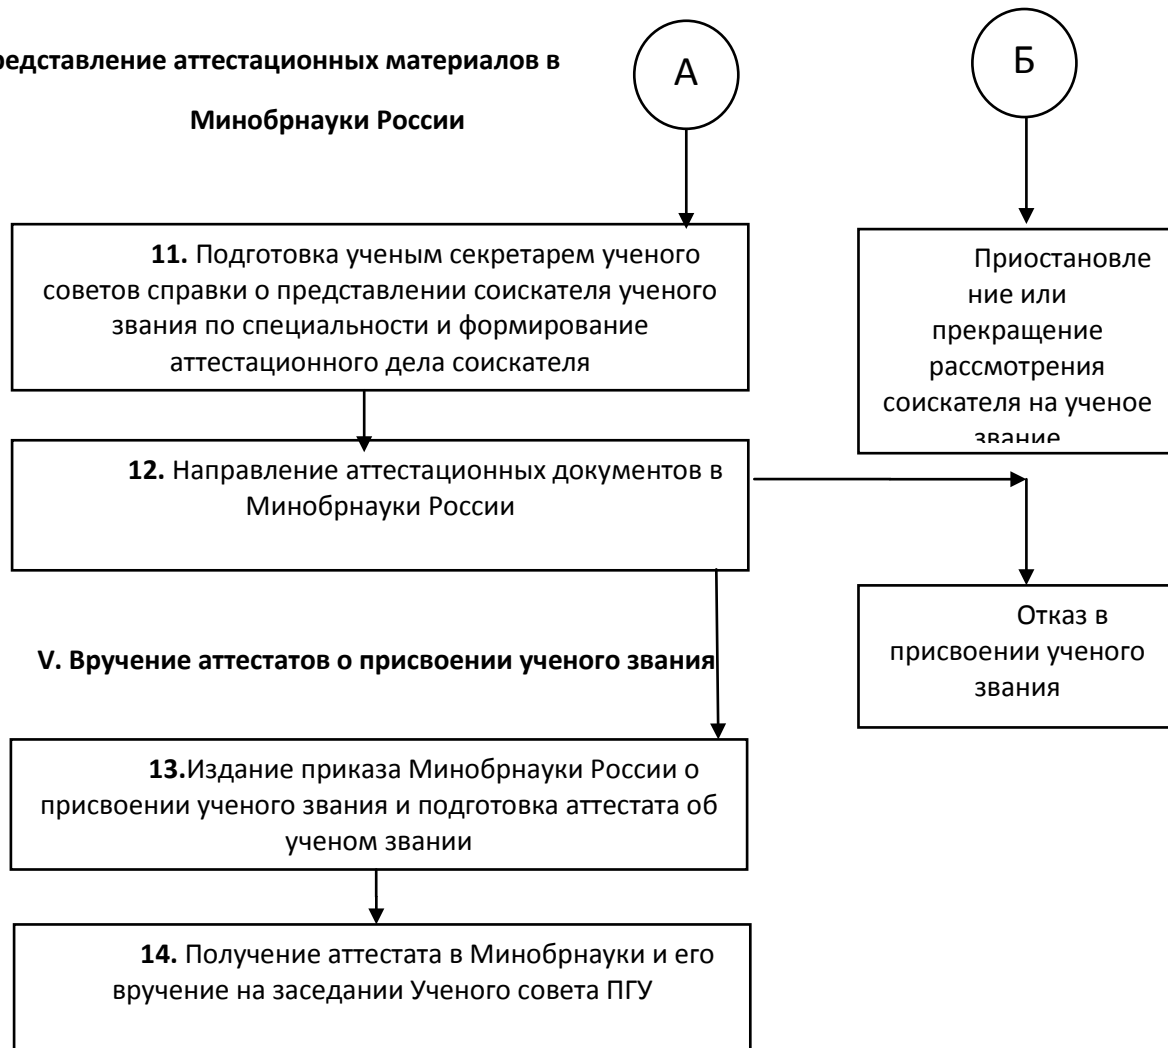 редставление аттестационных материалов в
Минобрнауки России
А
Б
11. Подготовка ученым секретарем ученого
советов справки о представлении соискателя ученого
звания по специальности и формирование
аттестационного дела соискателя
Приостановле
ние или
прекращение
рассмотрения
соискателя на ученое
звание
12. Направление аттестационных документов в
Минобрнауки России
Отказ в
присвоении ученого
звания
V. Вручение аттестатов о присвоении ученого звания
13.Издание приказа Минобрнауки России о
присвоении ученого звания и подготовка аттестата об
ученом звании
14. Получение аттестата в Минобрнауки и его
вручение на заседании Ученого совета ПГУ